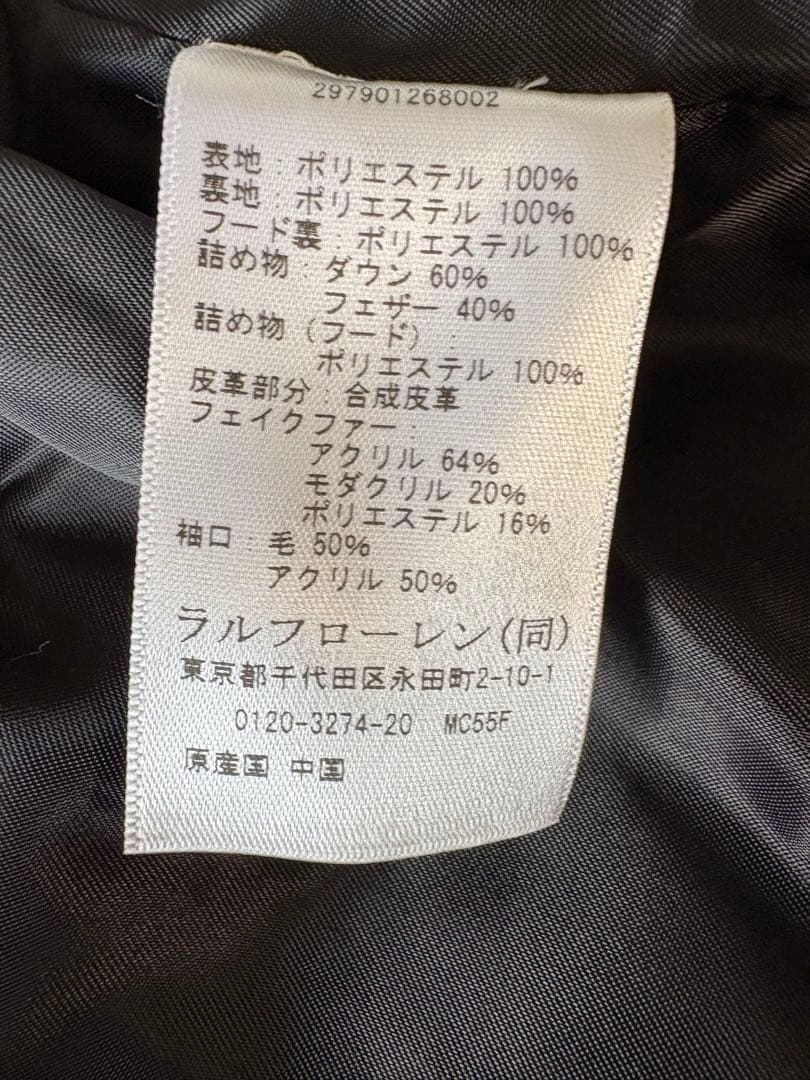 297901268002
表地:ポリエステル 100%
裏地:ポリエステル 100%
フード裏:ポリエステル 100%
詰め物:ダウン 60%
フェザー 40%
詰め物(フード):
ポリエステル 100%
皮革部分:合成皮革
フェイクファー:
アクリル 64%
モダクリル 20%
ポリエステル 16%
袖口:毛 50%
アクリル 50%
ラルフローレン(同)
東京都千代田区永田町2-10-1
0120-3274-20 MC55F
原産国 中国